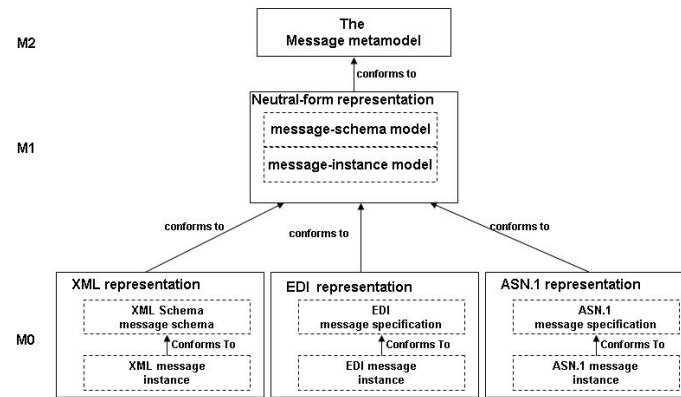 M2
The
Message metamodel
conforms to
Neutral-form representation
M1
message-schema model
message-instance model
conforms to
conforms to
conforms to
M0
XML representation
XML Schema
message schema
Conforms To
XML message
instance
EDI representation
EDI
message specification
Conforms To
EDI message
instance
ASN.1 representation
ASN.1
message specification
Conforms To
ASN.1 message
instance